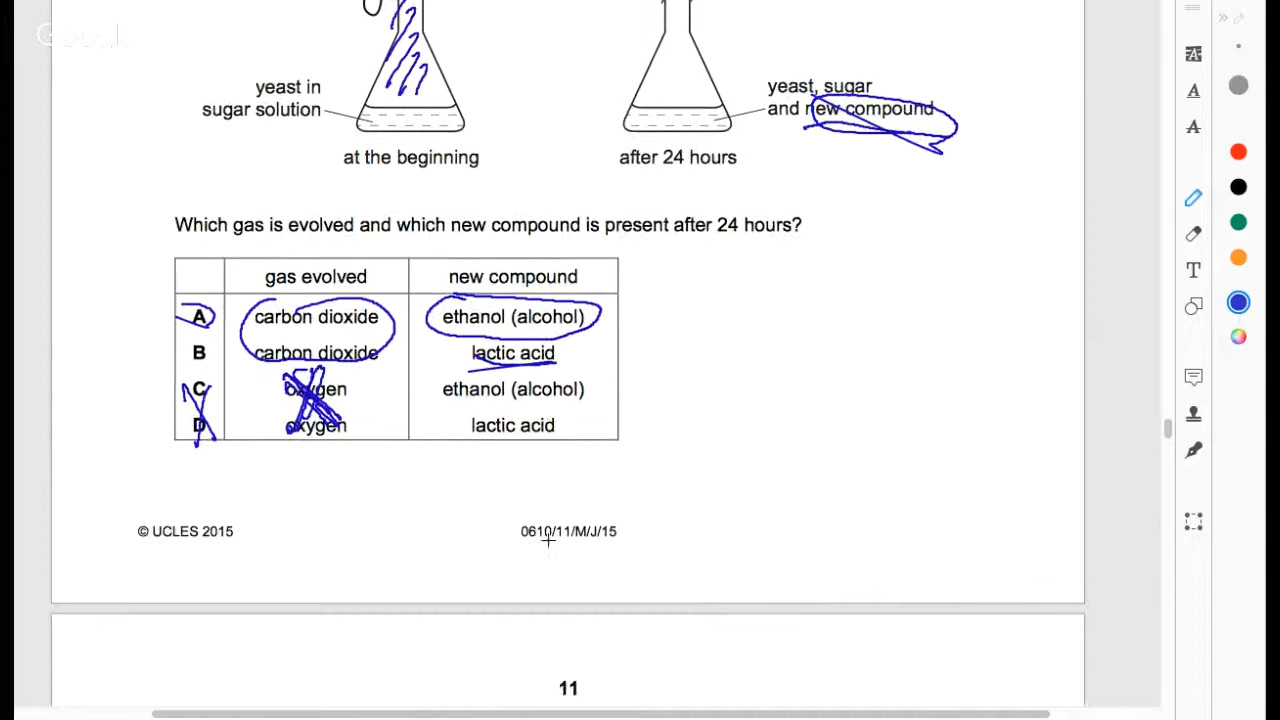 yeast in
sugar solution
yeast, sugar
and new compound
at the beginning
after 24 hours
Which gas is evolved and which new compound is present after 24 hours?
gas evolved new compound
A carbon dioxide ethanol (alcohol)
B carbon dioxide lactic acid
C oxygen ethanol (alcohol)
D oxygen lactic acid
© UCLES 2015 0610/11/M/J/15
11